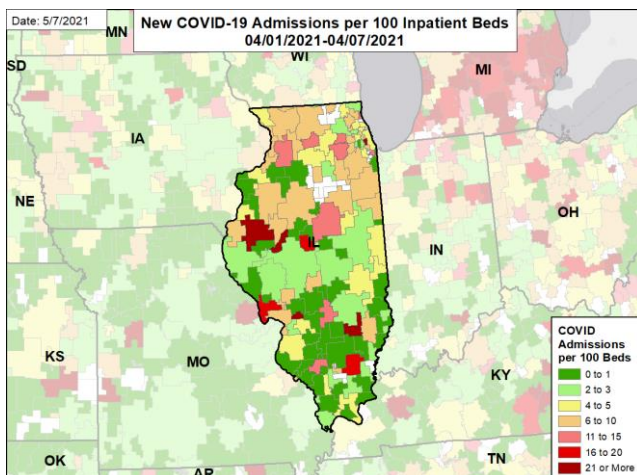 Date: 5/7/2021
New COVID-19 Admissions per 100 Inpatient Beds
04/01/2021-04/07/2021
MN
SD
WI
MI
IA
NE
OH
IL
IN
KS
MO
KY
OK
AR
TN
COVID
Admissions
per 100 Beds
0 to 1
2 to 3
4 to 5
6 to 10
11 to 15
16 to 20
21 or More